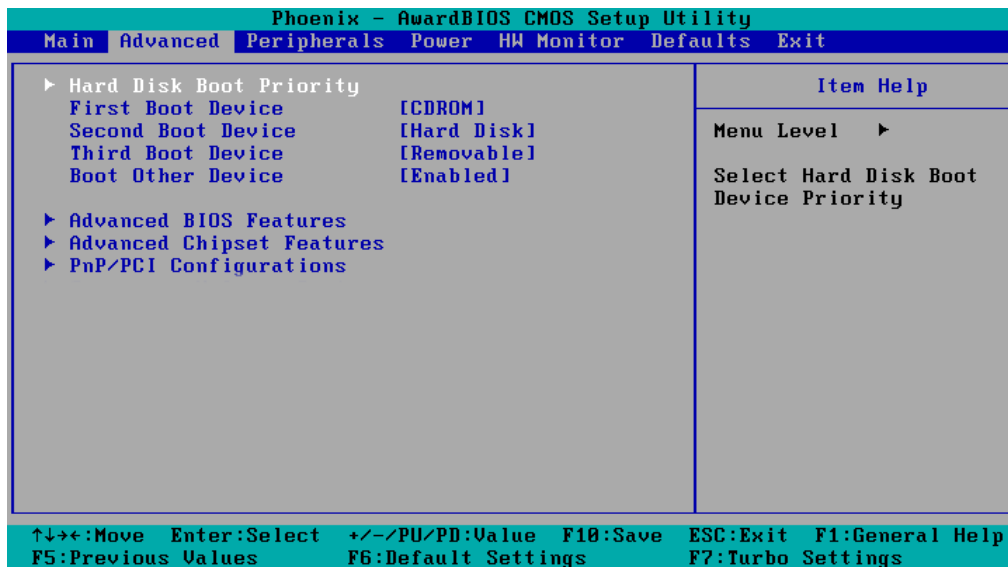 Phoenix - AwardBIOS CMOS Setup Utility
Main Advanced Peripherals Power HW Monitor Defaults Exit
▶ Hard Disk Boot Priority
First Boot Device [CDROM]
Second Boot Device [Hard Disk]
Third Boot Device [Removable]
Boot Other Device [Enabled]
▶ Advanced BIOS Features
▶ Advanced Chipset Features
▶ PnP/PCI Configurations
Item Help
Menu Level ▶
Select Hard Disk Boot
Device Priority
↑↓→←:Move Enter:Select +/-/PU/PD:Value F10:Save ESC:Exit F1:General Help
F5:Previous Values F6:Default Settings F7:Turbo Settings